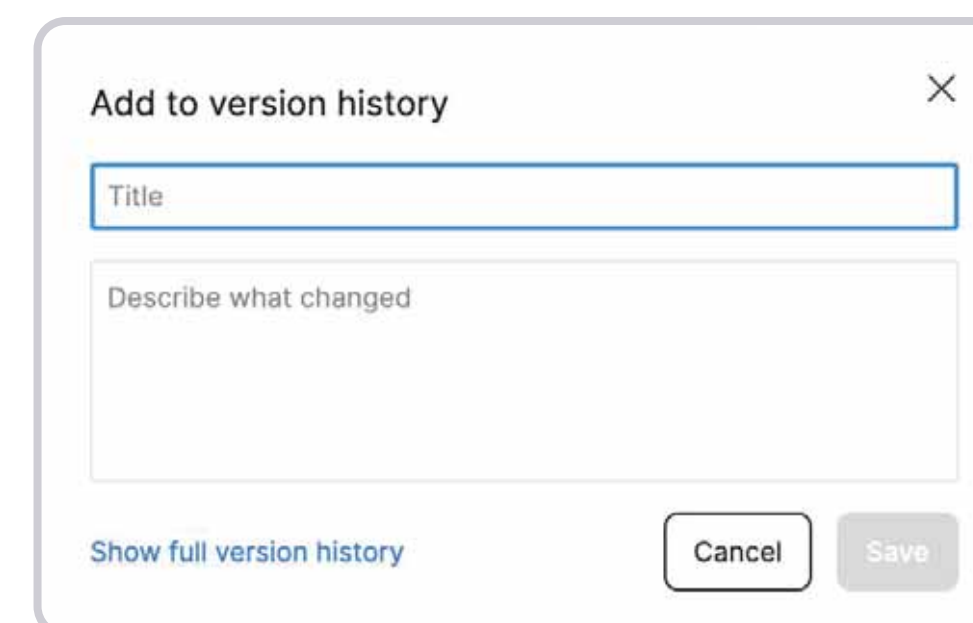 Add to version history
Title
Describe what changed
Show full version history
Cancel
Save